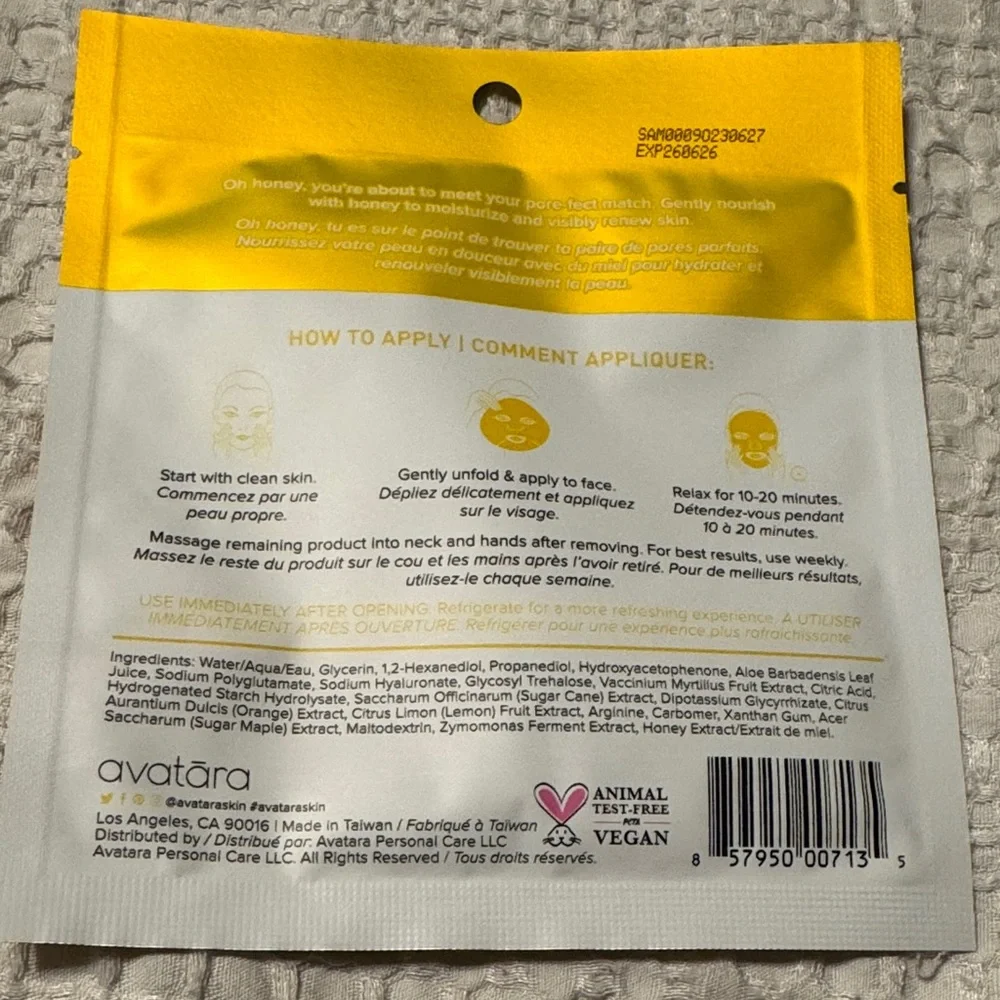 SAM00090230627
EXP260626
Oh honey, you're about to meet your pore-fect match. Gently nourish
with honey to moisturize and visibly renew skin.
Oh honey, tu es sur le point de trouver ta paire de pores parfaits.
Nourrissez votre peau en douceur avec du miel pour hydrater et
renouveler visiblement la peau.
HOW TO APPLY | COMMENT APPLIQUER:
Start with clean skin.
Commencez par une
peau propre.
Gently unfold & apply to face.
Dépliez délicatement et appliquez
sur le visage.
Relax for 10-20 minutes.
Détendez-vous pendant
10 à 20 minutes.
Massage remaining product into neck and hands after removing. For best results, use weekly.
Massez le reste du produit sur le cou et les mains après l'avoir retiré. Pour de meilleurs résultats,
utilisez-le chaque semaine.
USE IMMEDIATELY AFTER OPENING. Refrigerate for a more refreshing experience. À UTILISER
IMMÉDIATEMENT APRÈS OUVERTURE. Refrigérer pour une expérience plus rafraichissante.
Ingredients: Water/Aqua/Eau, Glycerin, 1,2-Hexanediol, Propanediol, Hydroxyacetophenone, Aloe Barbadensis Leaf
Juice, Sodium Polyglutamate, Sodium Hyaluronate, Glycosyl Trehalose, Vaccinium Myrtillus Fruit Extract, Citric Acid,
Hydrogenated Starch Hydrolysate, Saccharum Officinarum (Sugar Cane) Extract, Dipotassium Glycyrrhizate, Citrus
Aurantium Dulcis (Orange) Extract, Citrus Limon (Lemon) Fruit Extract, Arginine, Carbomer, Xanthan Gum, Acer
Saccharum (Sugar Maple) Extract, Maltodextrin, Zymomonas Ferment Extract, Honey Extract/Extrait de miel.
avatāra
@avataraskin #avataraskin
Los Angeles, CA 90016 | Made in Taiwan / Fabriqué à Taïwan
Distributed by / Distribué par: Avatara Personal Care LLC
Avatara Personal Care LLC. All Rights Reserved / Tous droits réservés.
ANIMAL
TEST-FREE
PETA
VEGAN
8 57950 00713 5